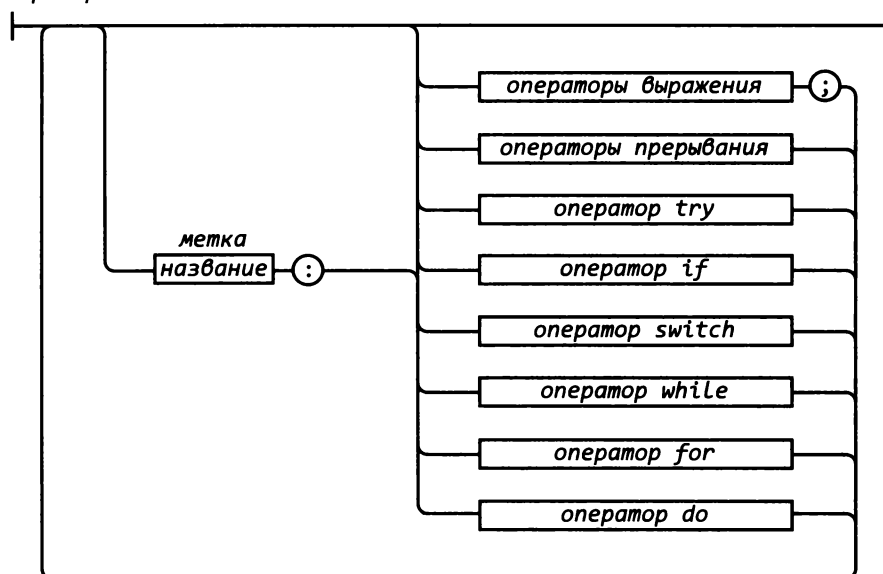 операторы выражения ;
операторы прерывания
оператор try
метка
название :
оператор if
оператор switch
оператор while
оператор for
оператор do